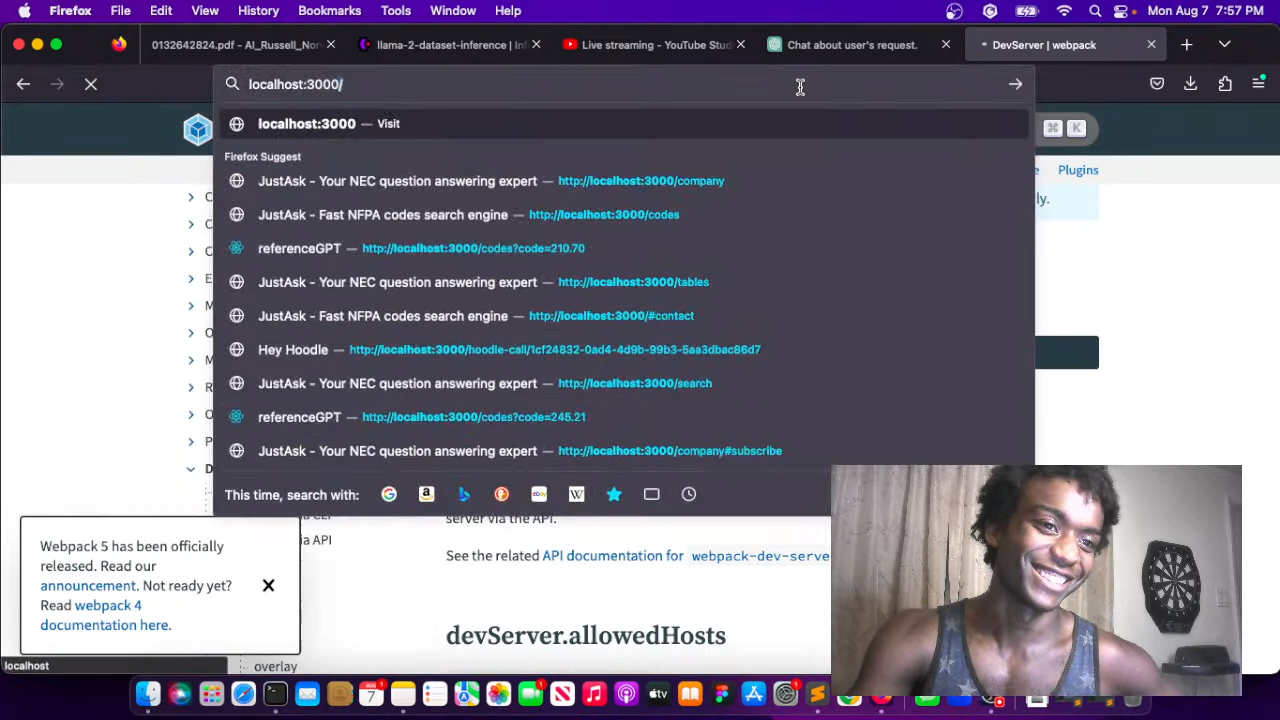 Firefox File Edit View History Bookmarks Tools Window Help Mon Aug 7 7:57 PM
0132642824.pdf - AI_Russell_Nor llama-2-dataset-inference | Inf Live streaming - YouTube Stud Chat about user's request. DevServer | webpack
localhost:3000/
localhost:3000 — Visit
⌘ K
Firefox Suggest
Plugins
JustAsk - Your NEC question answering expert — http://localhost:3000/company
ly.
JustAsk - Fast NFPA codes search engine — http://localhost:3000/codes
referenceGPT — http://localhost:3000/codes?code=210.70
JustAsk - Your NEC question answering expert — http://localhost:3000/tables
JustAsk - Fast NFPA codes search engine — http://localhost:3000/#contact
Hey Hoodle — http://localhost:3000/hoodle-call/1cf24832-0ad4-4d9b-99b3-5aa3dbac86d7
JustAsk - Your NEC question answering expert — http://localhost:3000/search
referenceGPT — http://localhost:3000/codes?code=245.21
JustAsk - Your NEC question answering expert — http://localhost:3000/company#subscribe
This time, search with:
server via the API.
ia API
See the related API documentation for webpack-dev-serve
Webpack 5 has been officially
released. Read our
announcement. Not ready yet?
Read webpack 4
documentation here.
devServer.allowedHosts
localhost
overlay